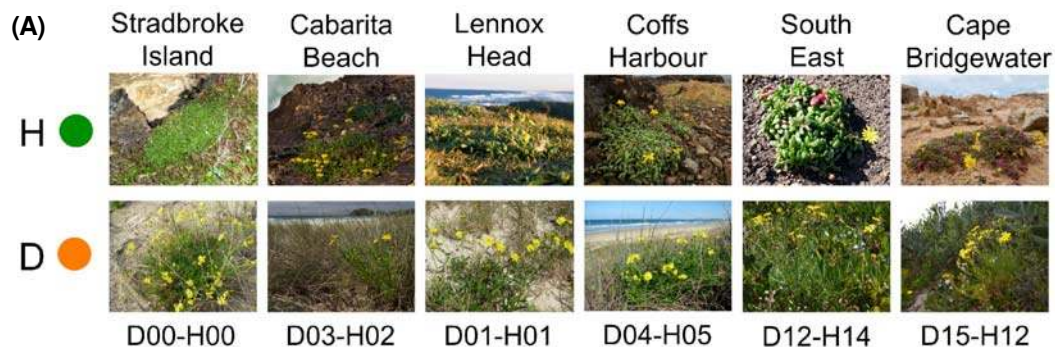 (A)
Stradbroke Island
Cabarita Beach
Lennox Head
Coffs Harbour
South East
Cape Bridgewater
H
D
D00-H00
D03-H02
D01-H01
D04-H05
D12-H14
D15-H12